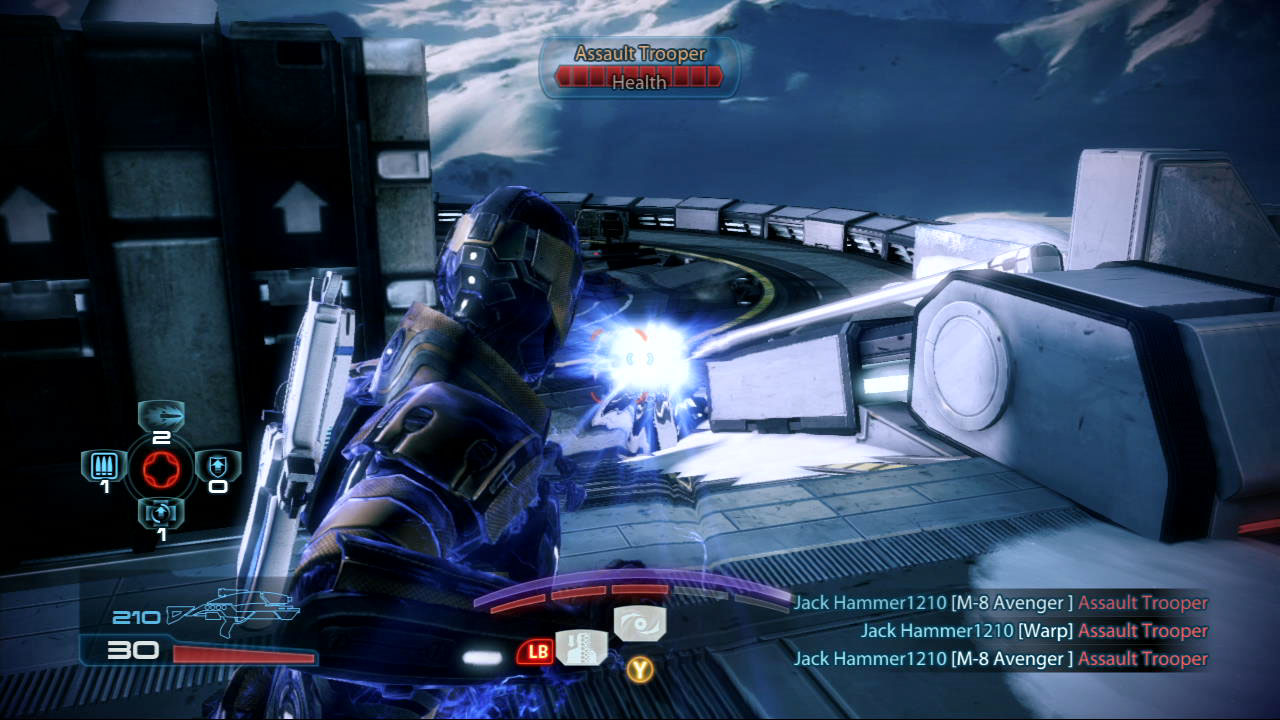 Assault Trooper
Health
2
1
0
1
210
30
LB
Y
Jack Hammer1210 [M-8 Avenger ] Assault Trooper
Jack Hammer1210 [Warp] Assault Trooper
Jack Hammer1210 [M-8 Avenger ] Assault Trooper